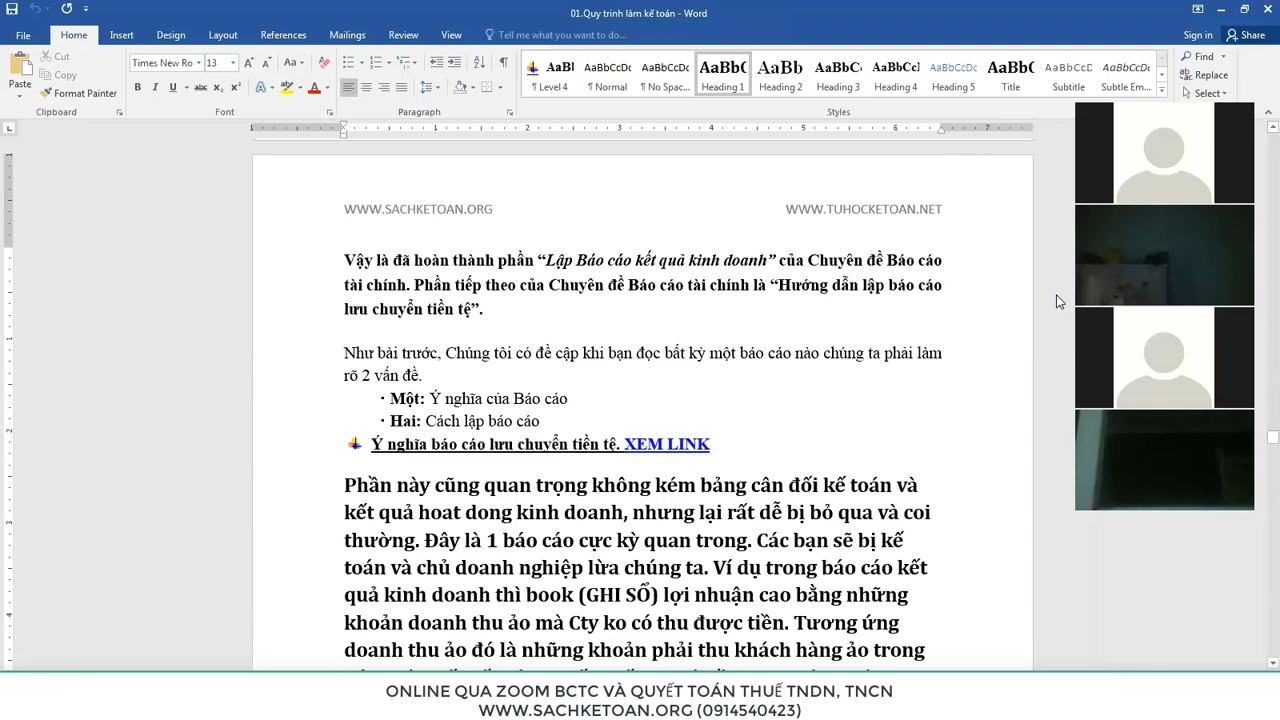 01.Quy trinh làm kế toán - Word
File Home Insert Design Layout References Mailings Review View Tell me what you want to do... Sign in Share
Cut
Copy
Format Painter
Paste
Times New Ro 13
Find
Replace
Select
AaBl AaBbCcDc AaBbCcDc AaBbC AaBb AaBbCc AaBbCcI AaBbCcDc AaBbC AaBbCcD AaBbCcDc
¶ Level 4 ¶ Normal ¶ No Spac... Heading 1 Heading 2 Heading 3 Heading 4 Heading 5 Title Subtitle Subtle Em...
Clipboard Font Paragraph Styles
1 1 2 3 4 5 6 7
WWW.SACHKETOAN.ORG WWW.TUHOCKETOAN.NET
Vậy là đã hoàn thành phần “Lập Báo cáo kết quả kinh doanh” của Chuyên đề Báo cáo
tài chính. Phần tiếp theo của Chuyên đề Báo cáo tài chính là “Hướng dẫn lập báo cáo
lưu chuyển tiền tệ”.
Như bài trước, Chúng tôi có đề cập khi bạn đọc bất kỳ một báo cáo nào chúng ta phải làm
rõ 2 vấn đề.
· Một: Ý nghĩa của Báo cáo
· Hai: Cách lập báo cáo
Ý nghĩa báo cáo lưu chuyển tiền tệ. XEM LINK
Phần này cũng quan trọng không kém bảng cân đối kế toán và
kết quả hoat dong kinh doanh, nhưng lại rất dễ bị bỏ qua và coi
thường. Đây là 1 báo cáo cực kỳ quan trong. Các bạn sẽ bị kế
toán và chủ doanh nghiệp lừa chúng ta. Ví dụ trong báo cáo kết
quả kinh doanh thì book (GHI SỔ) lợi nhuận cao bằng những
khoản doanh thu ảo mà Cty ko có thu được tiền. Tương ứng
doanh thu ảo đó là những khoản phải thu khách hàng ảo trong
ONLINE QUA ZOOM BCTC VÀ QUYẾT TOÁN THUẾ TNDN, TNCN
WWW.SACHKETOAN.ORG (0914540423)